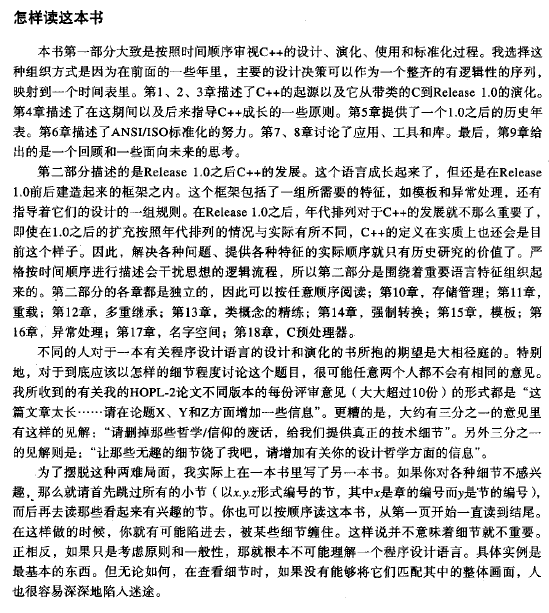 怎样读这本书
本书第一部分大致是按照时间顺序审视C++的设计、演化、使用和标准化过程。我选择这
种组织方式是因为在前面的一些年里，主要的设计决策可以作为一个整齐的有逻辑性的序列，
映射到一个时间表里。第1、2、3章描述了C++的起源以及它从带类的C到Release 1.0的演化。
第4章描述了在这期间以及后来指导C++成长的一些原则。第5章提供了一个1.0之后的历史年
表。第6章描述了ANSI/ISO标准化的努力。第7、8章讨论了应用、工具和库。最后，第9章给
出的是一个回顾和一些面向未来的思考。
第二部分描述的是Release 1.0之后C++的发展。这个语言成长起来了，但还是在Release
1.0前后建造起来的框架之内。这个框架包括了一组所需要的特征，如模板和异常处理，还有
指导着它们的设计的一组规则。在Release 1.0之后，年代排列对于C++的发展就不那么重要了，
即使在1.0之后的扩充按照年代排列的情况与实际有所不同，C++的定义在实质上也还会是目
前这个样子。因此，解决各种问题、提供各种特征的实际顺序就只有历史研究的价值了。严
格按时间顺序进行描述会干扰思想的逻辑流程，所以第二部分是围绕着重要语言特征组织起
来的。第二部分的各章都是独立的，因此可以按任意顺序阅读；第10章，存储管理；第11章，
重载；第12章，多重继承；第13章，类概念的精练；第14章，强制转换；第15章，模板；第
16章，异常处理；第17章，名字空间；第18章，C预处理器。
不同的人对于一本有关程序设计语言的设计和演化的书所抱的期望是大相径庭的。特别
地，对于到底应该以怎样的细节程度讨论这个题目，很可能任意两个人都不会有相同的意见。
我所收到的有关我的HOPL-2论文不同版本的每份评审意见（大大超过10份）的形式都是“这
篇文章太长……请在论题X、Y和Z方面增加一些信息”。更糟的是，大约有三分之一的意见里
有这样的见解：“请删掉那些哲学/信仰的废话，给我们提供真正的技术细节”。另外三分之一
的见解则是：“让那些无趣的细节饶了我吧，请增加有关你的设计哲学方面的信息”。
为了摆脱这种两难局面，我实际上在一本书里写了另一本书。如果你对各种细节不感兴
趣，那么就请首先跳过所有的小节（以x.y.z形式编号的节，其中x是章的编号而y是节的编号），
而后再去读那些看起来有兴趣的节。你也可以按顺序读这本书，从第一页开始一直读到结尾。
在这样做的时候，你就有可能陷进去，被某些细节缠住。这样说并不意味着细节就不重要。
正相反，如果只是考虑原则和一般性，那就根本不可能理解一个程序设计语言。具体实例是
最基本的东西。但无论如何，在查看细节时，如果没有能够将它们匹配其中的整体画面，人
也很容易深深地陷入迷途。